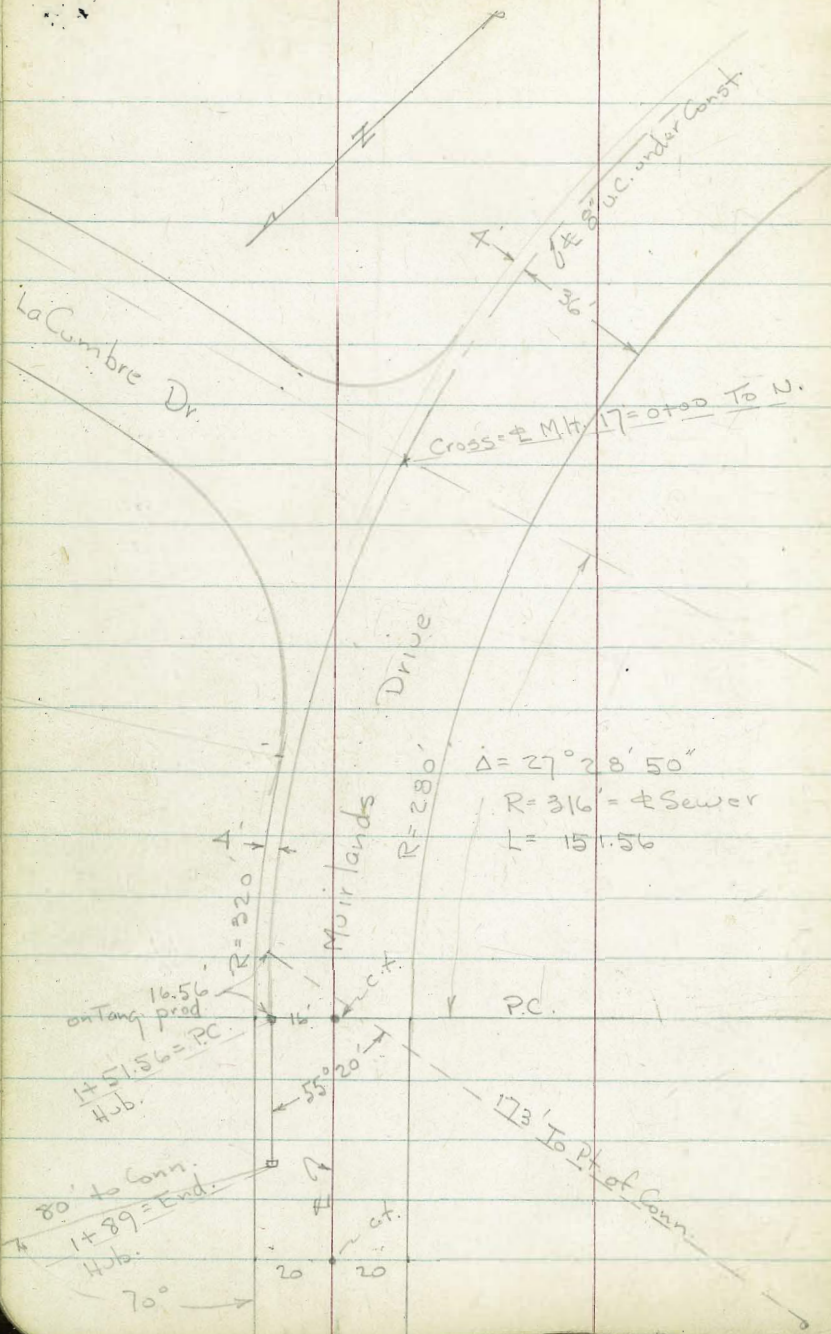 N
℄ 8" v.c. under Const.
4'
36'
La Cumbre Dr.
Cross = ℄ M.H. 17 = 0+00 To N.
Muirlands Drive
R = 280'
Δ = 27° 28' 50"
R = 316' = ℄ Sewer
L = 151.56
4'
R = 320'
16.56'
on Tang prod
16'
c.t.
P.C.
1+51.56 = P.C.
Hub.
55° 20'
173' To Pt. of Conn.
80' to Conn.
1+89 = End.
Hub.
℄
c.t.
20 20'
70°